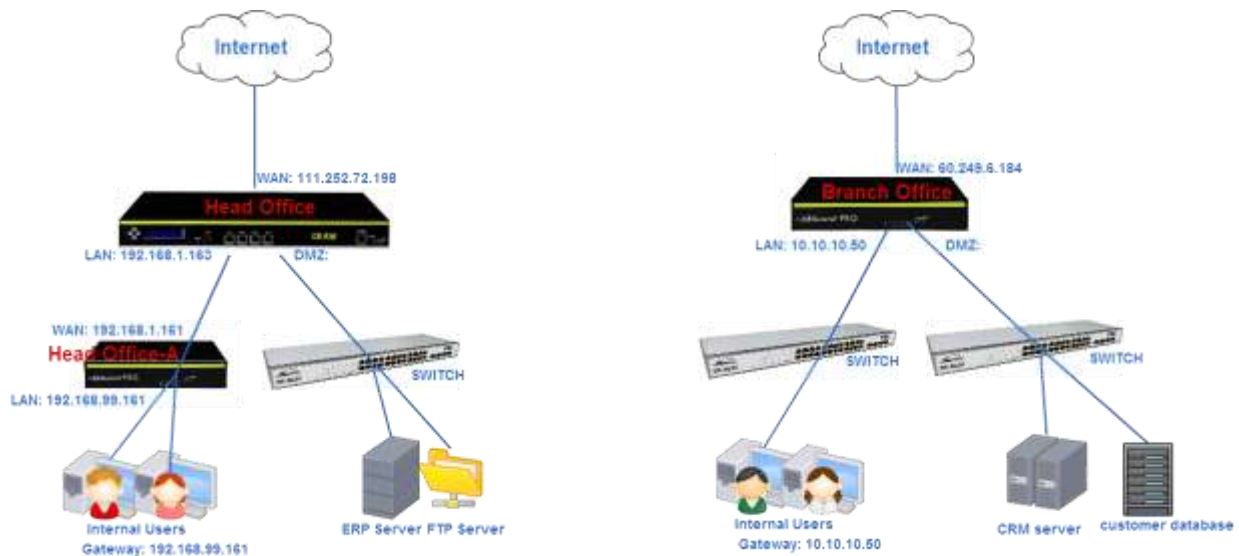 Internet
Internet
WAN: 111.252.72.198
WAN: 60.249.6.184
Head Office
Branch Office
LAN: 192.168.1.163
DMZ:
LAN: 10.10.10.50
DMZ:
WAN: 192.168.1.161
Head Office-A
SWITCH
SWITCH
SWITCH
LAN: 192.168.99.161
Internal Users
Gateway: 192.168.99.161
ERP Server FTP Server
Internal Users
Gateway: 10.10.10.50
CRM server
customer database